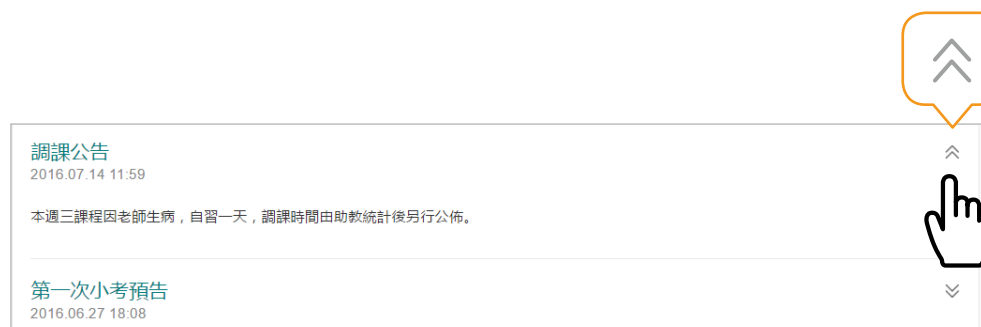 調課公告
2016.07.14 11:59
本週三課程因老師生病，自習一天，調課時間由助教統計後另行公佈。
第一次小考預告
2016.06.27 18:08